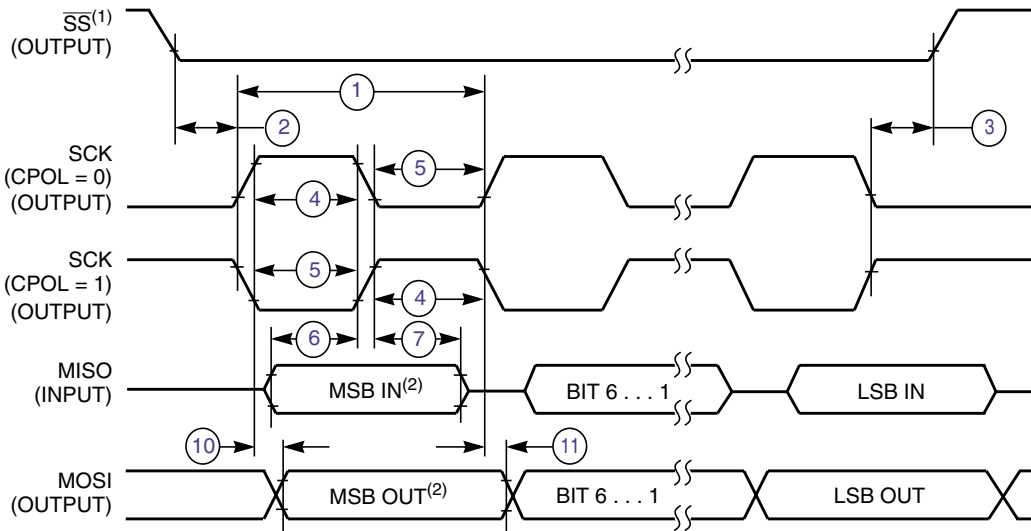 SS(1)
(OUTPUT)
1
2
3
SCK
(CPOL = 0)
(OUTPUT)
5
4
SCK
(CPOL = 1)
(OUTPUT)
5
4
6
7
MISO
(INPUT)
MSB IN(2)
BIT 6 . . . 1
LSB IN
10
11
MOSI
(OUTPUT)
MSB OUT(2)
BIT 6 . . . 1
LSB OUT